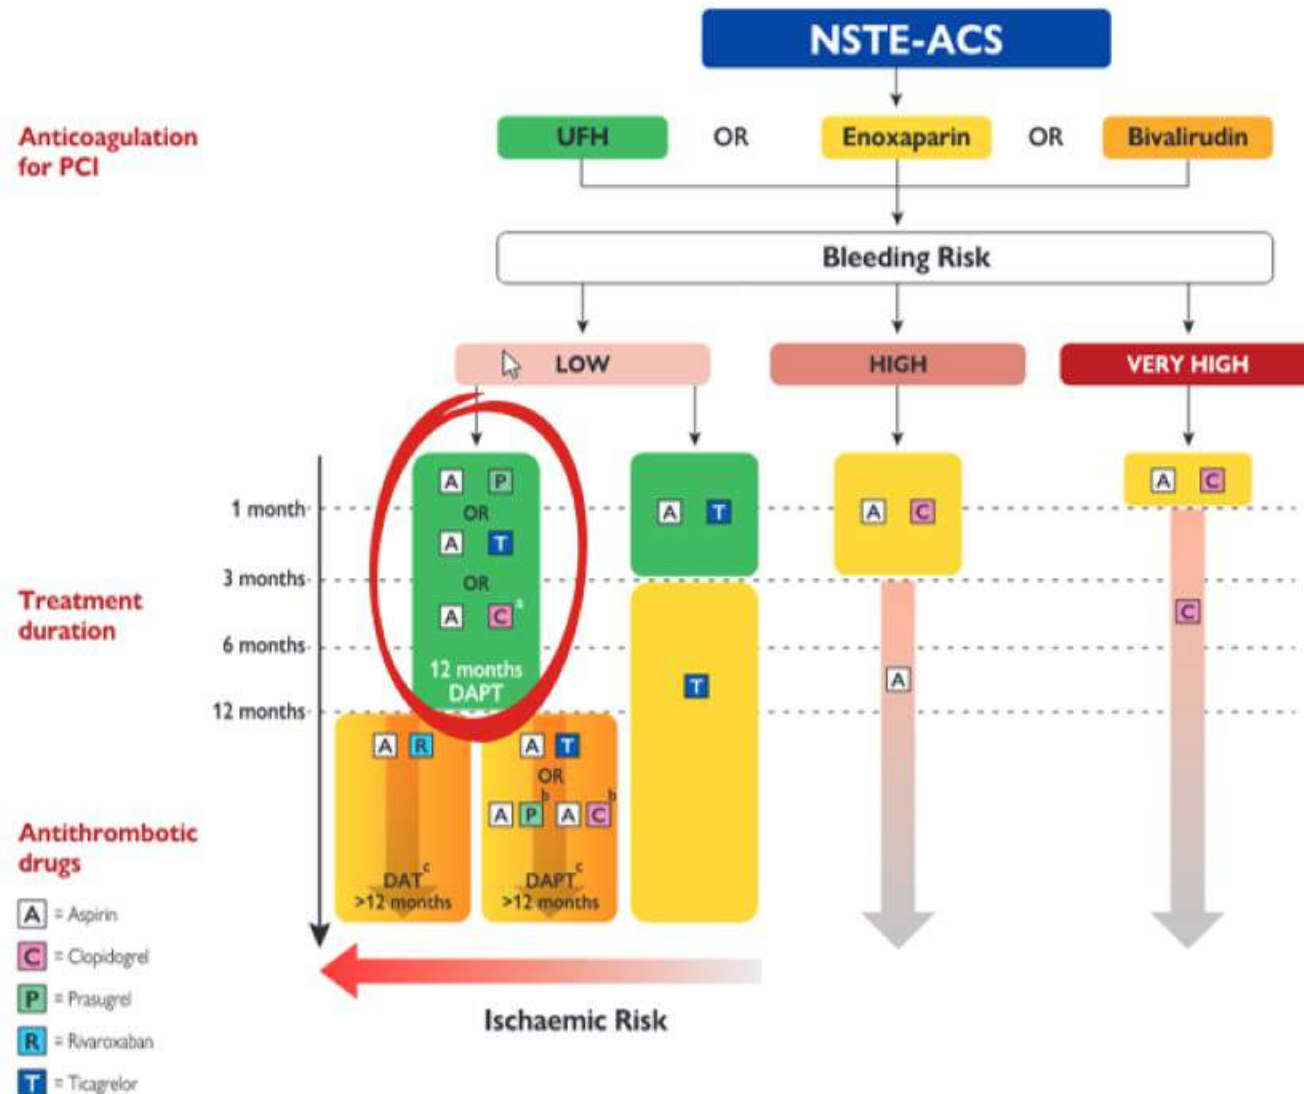 NSTE-ACS
Anticoagulation
for PCI
UFH OR Enoxaparin OR Bivalirudin
Bleeding Risk
LOW HIGH VERY HIGH
A P
OR
A T
OR
A C a
12 months
DAPT
A T
T
A C
A
A C
C
1 month
3 months
6 months
12 months
Treatment
duration
A R
DAT c
>12 months
A T
OR
A P b A C b
DAPT c
>12 months
Ischaemic Risk
Antithrombotic
drugs
A = Aspirin
C = Clopidogrel
P = Prasugrel
R = Rivaroxaban
T = Ticagrelor